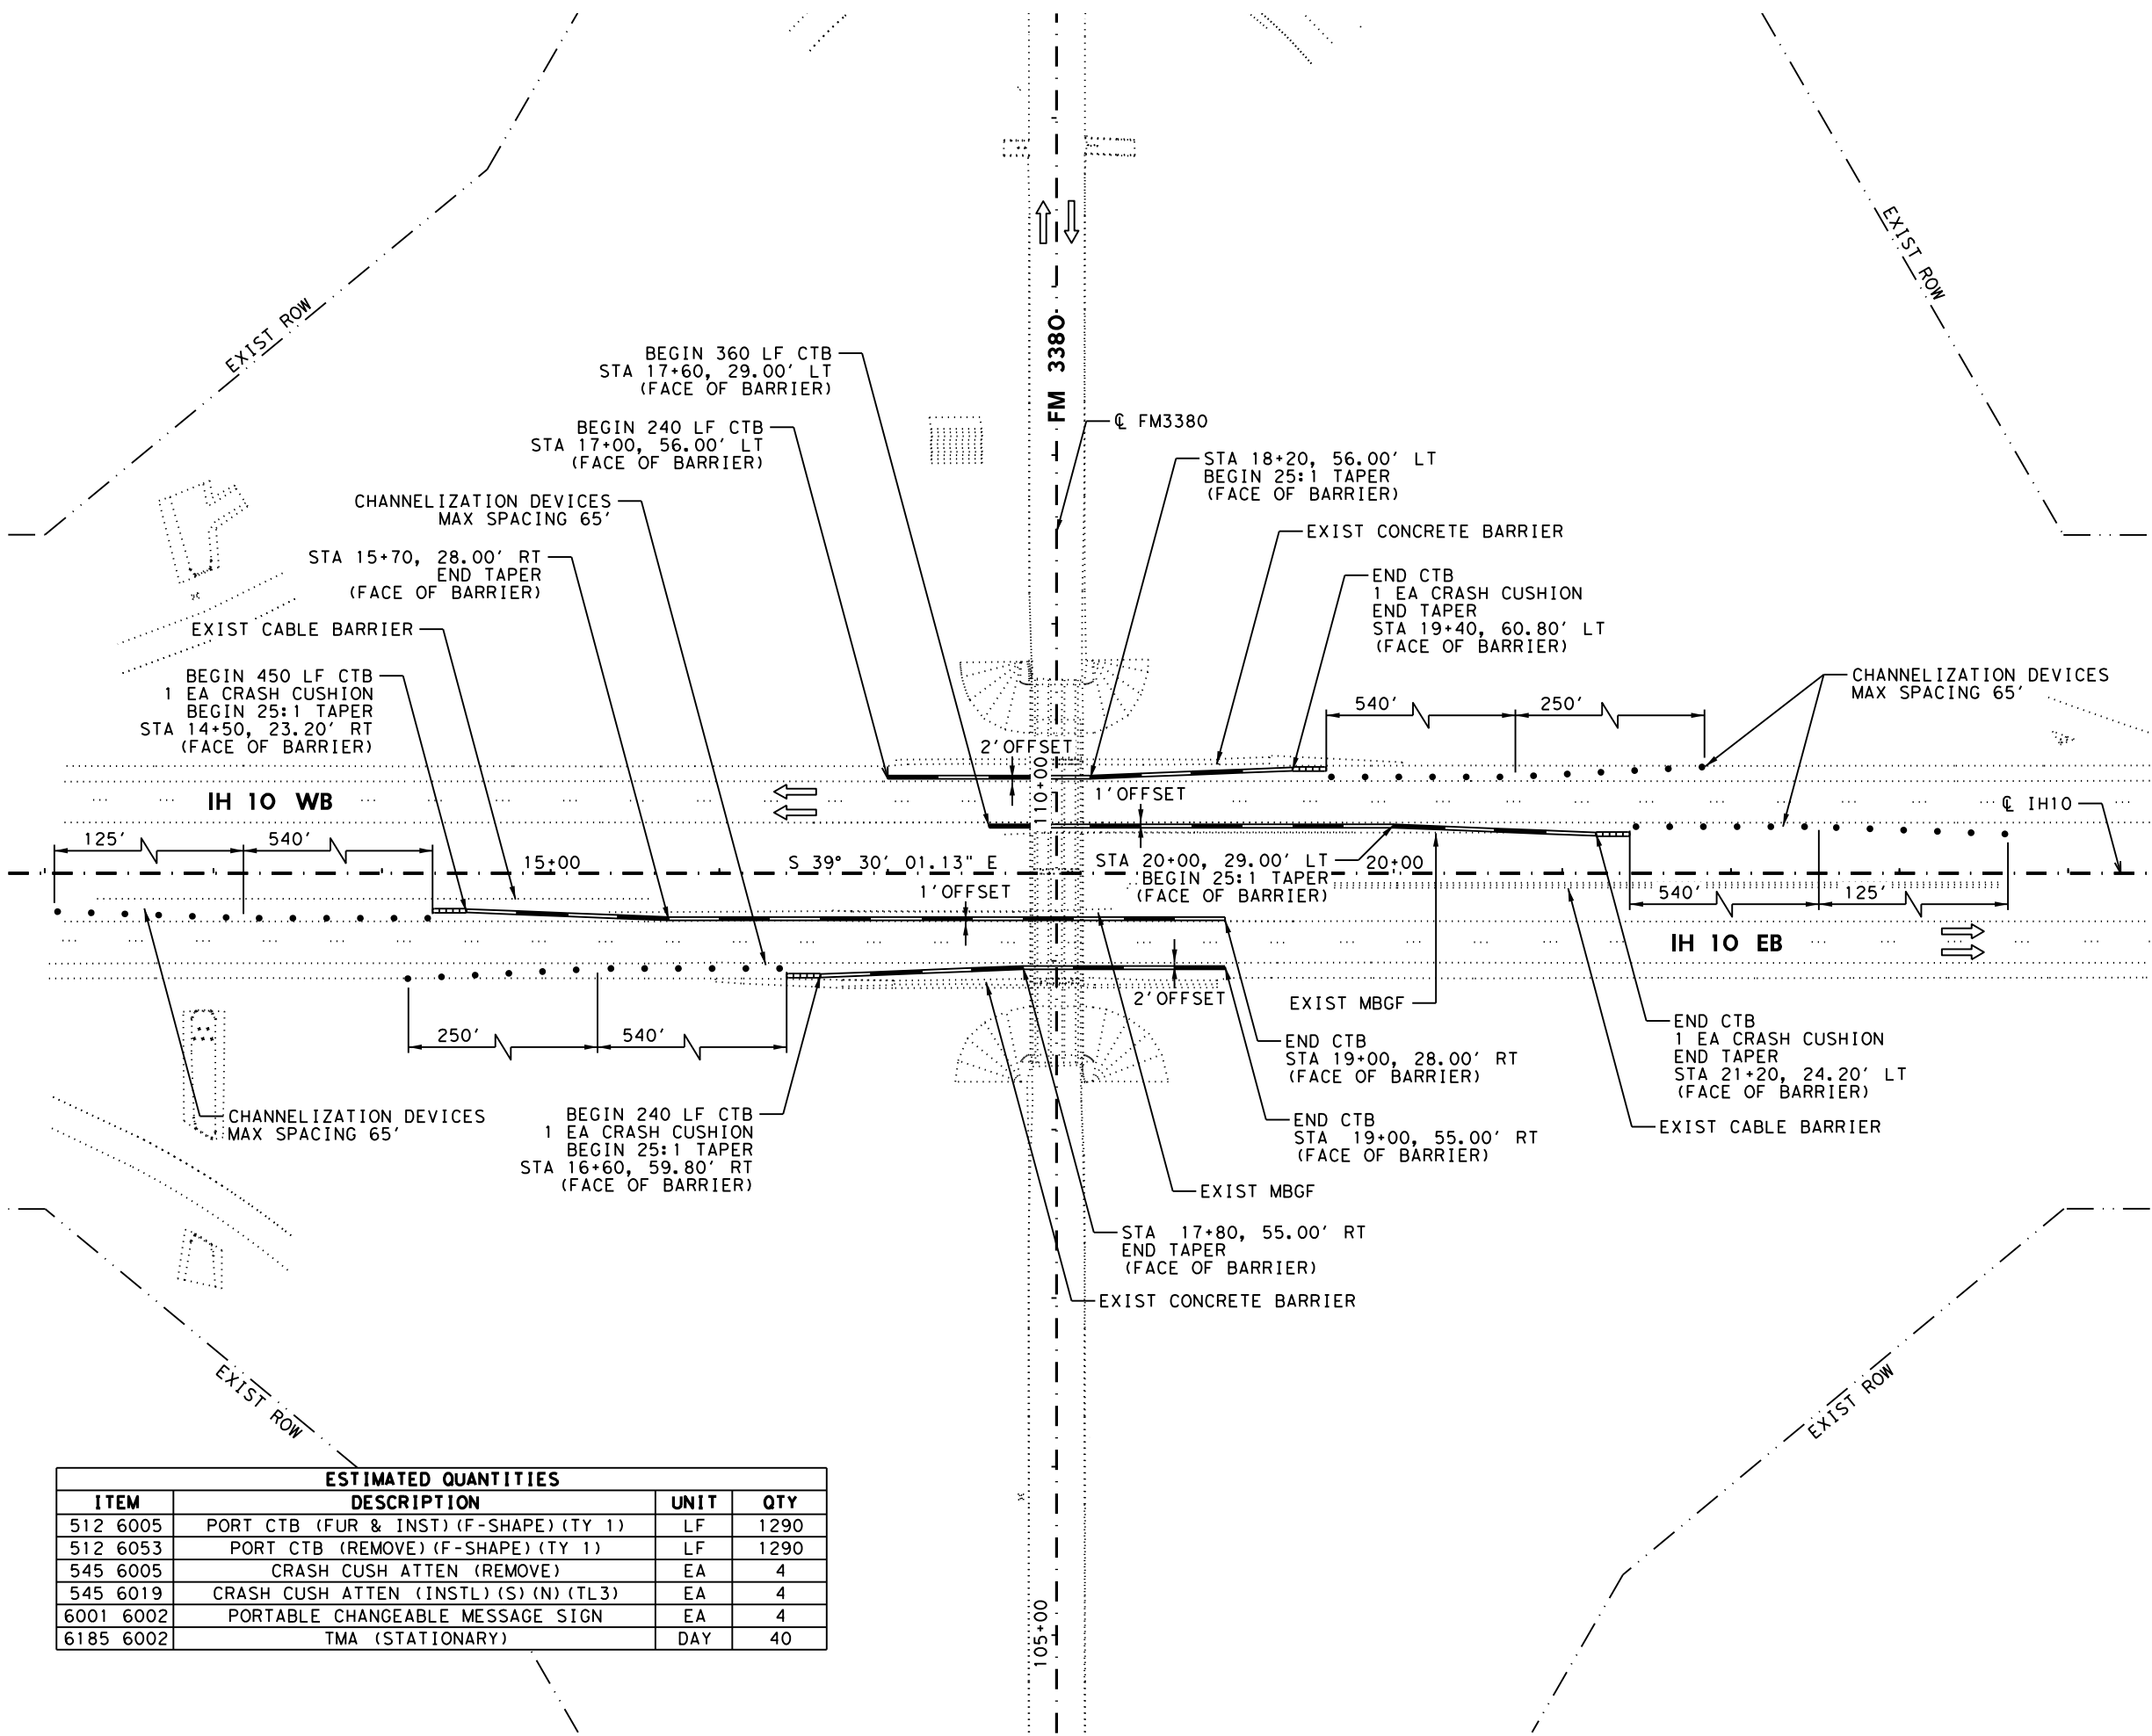 EXIST ROW
EXIST ROW
FM 3380
BEGIN 360 LF CTB
STA 17+60, 29.00' LT
(FACE OF BARRIER)
BEGIN 240 LF CTB
STA 17+00, 56.00' LT
(FACE OF BARRIER)
℄ FM3380
STA 18+20, 56.00' LT
BEGIN 25:1 TAPER
(FACE OF BARRIER)
CHANNELIZATION DEVICES
MAX SPACING 65'
EXIST CONCRETE BARRIER
STA 15+70, 28.00' RT
END TAPER
(FACE OF BARRIER)
END CTB
1 EA CRASH CUSHION
END TAPER
STA 19+40, 60.80' LT
(FACE OF BARRIER)
EXIST CABLE BARRIER
BEGIN 450 LF CTB
1 EA CRASH CUSHION
BEGIN 25:1 TAPER
STA 14+50, 23.20' RT
(FACE OF BARRIER)
CHANNELIZATION DEVICES
MAX SPACING 65'
540'
250'
2'OFFSET
110+00
1'OFFSET
IH 10 WB
℄ IH10
125'
540'
15+00
S 39° 30' 01.13" E
STA 20+00, 29.00' LT
BEGIN 25:1 TAPER
(FACE OF BARRIER)
20+00
1'OFFSET
540'
125'
IH 10 EB
2'OFFSET
EXIST MBGF
250'
540'
END CTB
STA 19+00, 28.00' RT
(FACE OF BARRIER)
END CTB
1 EA CRASH CUSHION
END TAPER
STA 21+20, 24.20' LT
(FACE OF BARRIER)
CHANNELIZATION DEVICES
MAX SPACING 65'
BEGIN 240 LF CTB
1 EA CRASH CUSHION
BEGIN 25:1 TAPER
STA 16+60, 59.80' RT
(FACE OF BARRIER)
END CTB
STA 19+00, 55.00' RT
(FACE OF BARRIER)
EXIST CABLE BARRIER
EXIST MBGF
STA 17+80, 55.00' RT
END TAPER
(FACE OF BARRIER)
EXIST CONCRETE BARRIER
EXIST ROW
EXIST ROW
105+00
ESTIMATED QUANTITIES
ITEM DESCRIPTION UNIT QTY
512 6005 PORT CTB (FUR & INST)(F-SHAPE)(TY 1) LF 1290
512 6053 PORT CTB (REMOVE)(F-SHAPE)(TY 1) LF 1290
545 6005 CRASH CUSH ATTEN (REMOVE) EA 4
545 6019 CRASH CUSH ATTEN (INSTL)(S)(N)(TL3) EA 4
6001 6002 PORTABLE CHANGEABLE MESSAGE SIGN EA 4
6185 6002 TMA (STATIONARY) DAY 40